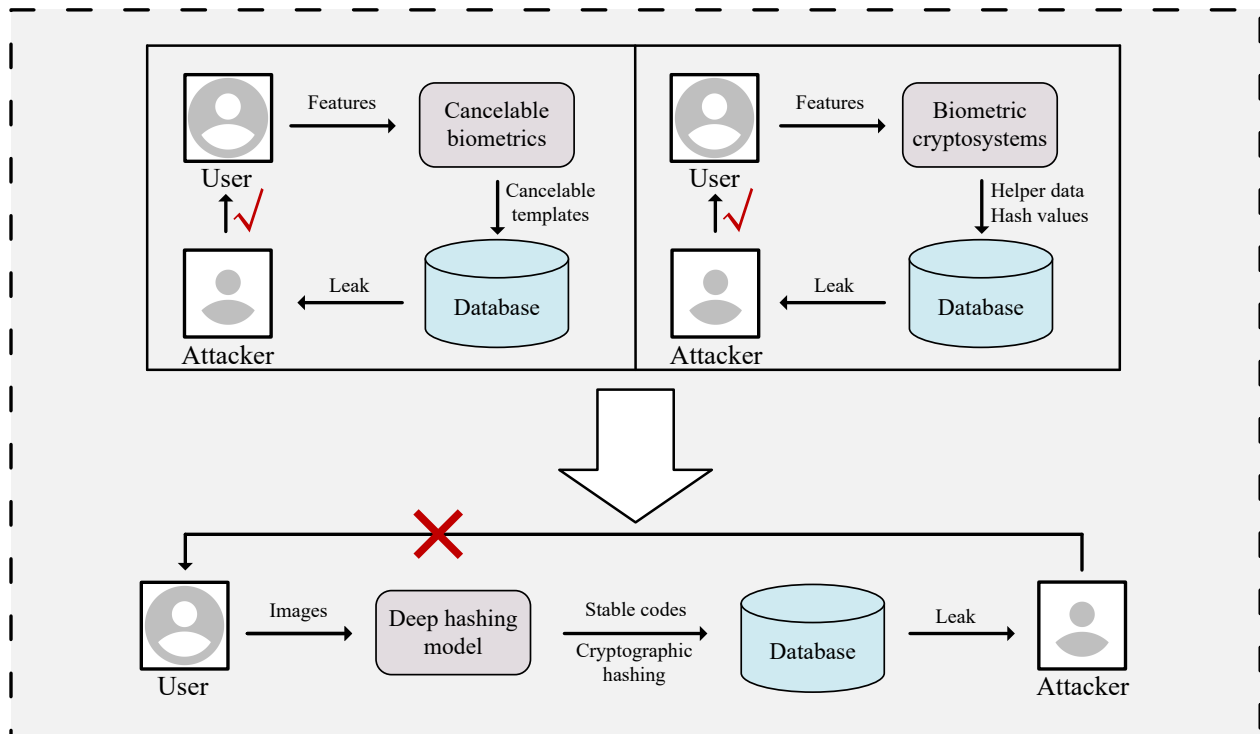 Features
Cancelable
biometrics
User
Cancelable
templates
Leak
Database
Attacker
Features
Biometric
cryptosystems
User
Helper data
Hash values
Leak
Database
Attacker
Images
Deep hashing
model
Stable codes
Cryptographic
hashing
Database
Leak
User
Attacker